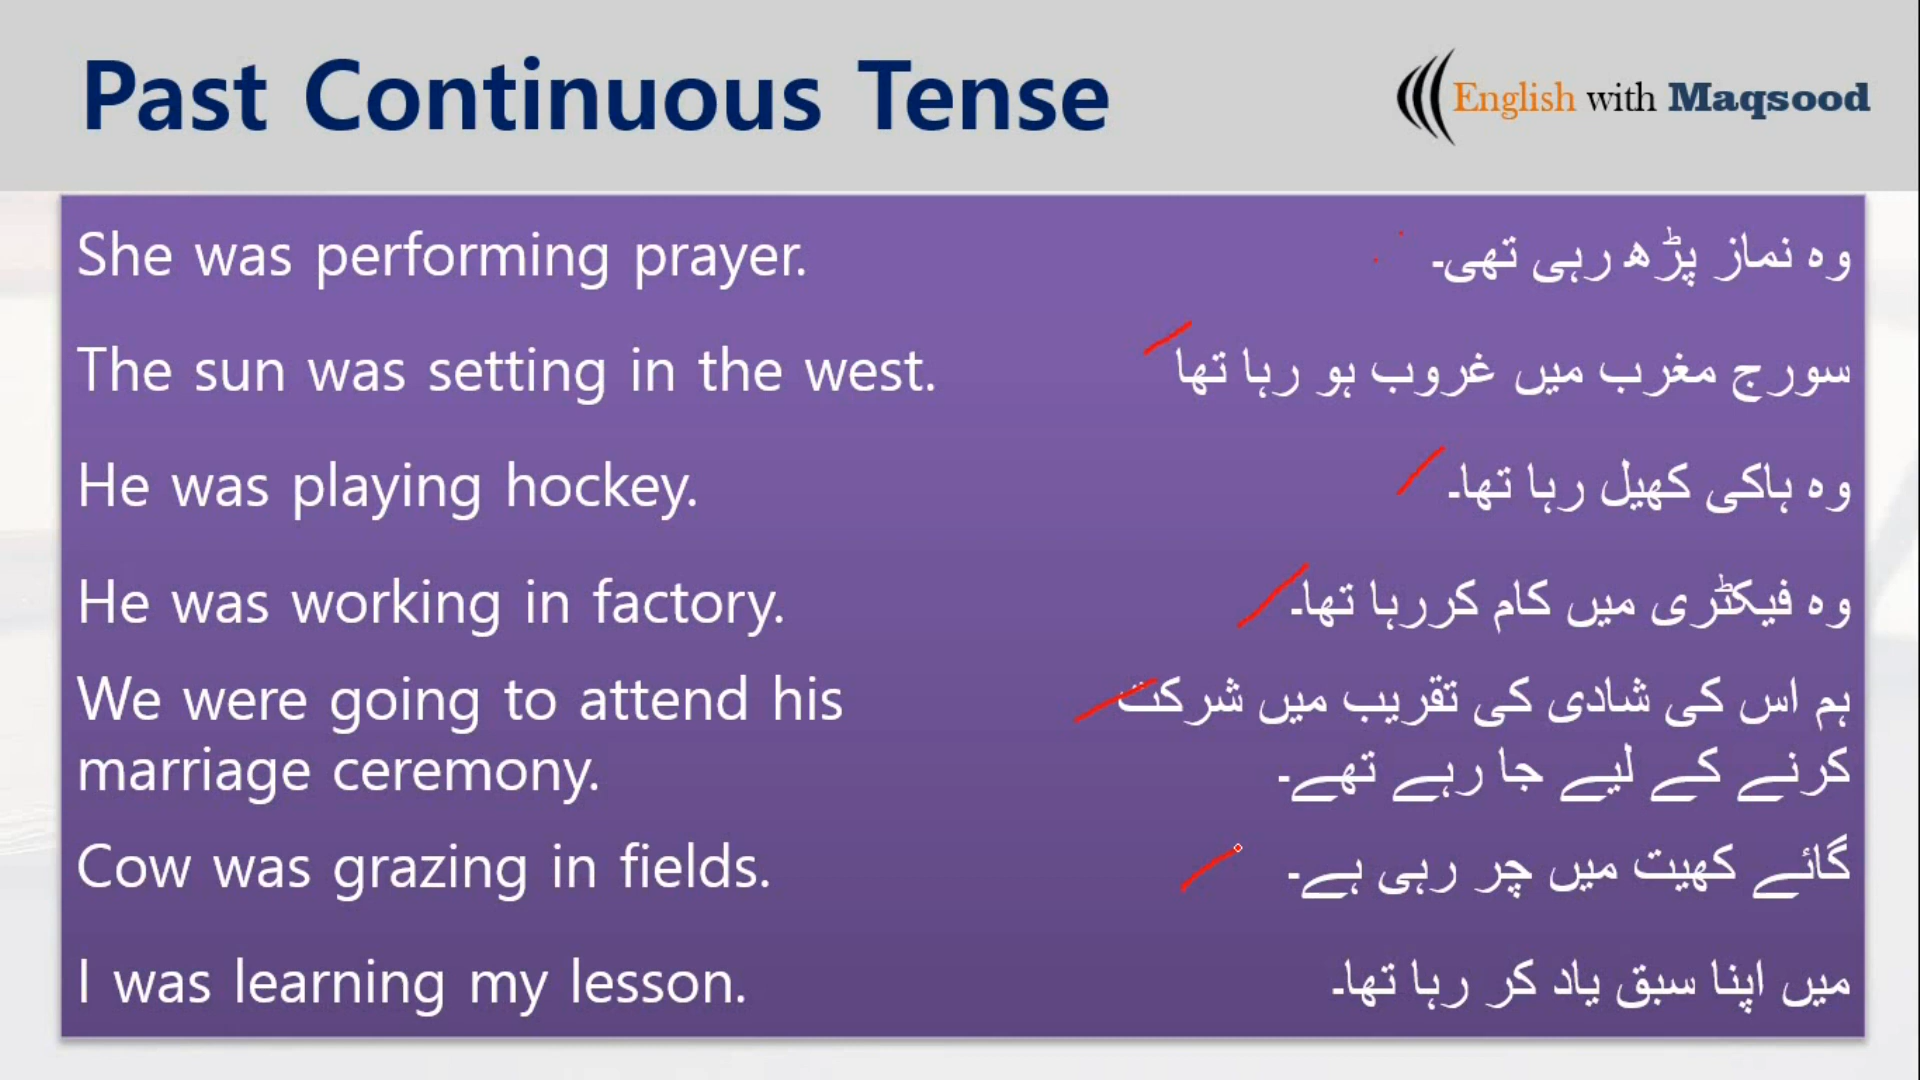 Past Continuous Tense
English with Maqsood
She was performing prayer.
وہ نماز پڑھ رہی تھی۔
The sun was setting in the west.
سورج مغرب میں غروب ہو رہا تھا
He was playing hockey.
وہ ہاکی کھیل رہا تھا۔
He was working in factory.
وہ فیکٹری میں کام کررہا تھا۔
We were going to attend his
marriage ceremony.
ہم اس کی شادی کی تقریب میں شرکت
کرنے کے لیے جا رہے تھے۔
Cow was grazing in fields.
گائے کھیت میں چر رہی ہے۔
I was learning my lesson.
میں اپنا سبق یاد کر رہا تھا۔